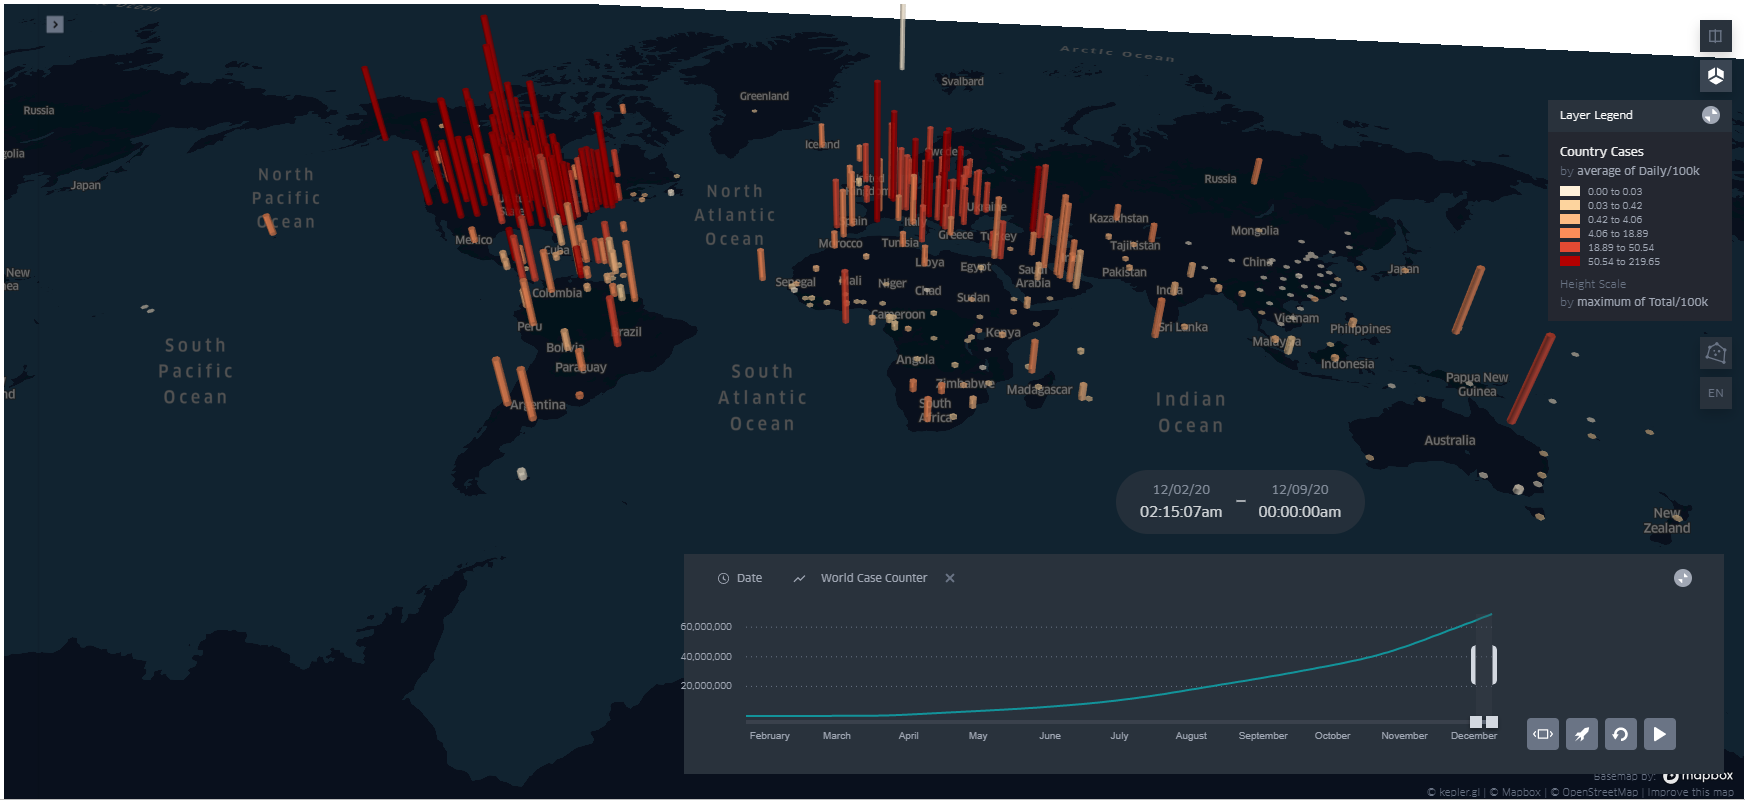 Arctic Ocean
Svalbard
Greenland
Russia
Iceland
Japan
North
Pacific
Ocean
North
Atlantic
Ocean
Russia
Ukraine
Kazakhstan
Mongolia
Mexico
Cuba
Morocco
Tunisia
Greece
Turkey
Tajikistan
China
Japan
New
Libya
Egypt
Saudi
Arabia
Pakistan
Senegal
Mali
Niger
Chad
Sudan
India
Colombia
Cameroon
Vietnam
Peru
Brazil
Kenya
Sri Lanka
Philippines
Malaysia
Bolivia
Paraguay
Angola
Indonesia
South
Pacific
Ocean
South
Atlantic
Ocean
Zimbabwe
Madagascar
Indian
Ocean
Papua New
Guinea
Argentina
South
Africa
Australia
New
Zealand
Layer Legend
Country Cases
by average of Daily/100k
0.00 to 0.03
0.03 to 0.42
0.42 to 4.06
4.06 to 18.89
18.89 to 50.54
50.54 to 219.65
Height Scale
by maximum of Total/100k
EN
12/02/20
02:15:07am
–
12/09/20
00:00:00am
Date
World Case Counter
60,000,000
40,000,000
20,000,000
February March April May June July August September October November December
Basemap by: mapbox
© kepler.gl | © Mapbox | © OpenStreetMap | Improve this map